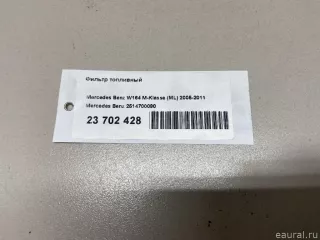 Фильтр топливный
Mercedes Benz W164 M-Klasse (ML) 2005-2011
Mercedes Benz 2514700090
23 702 428
eaural.ru